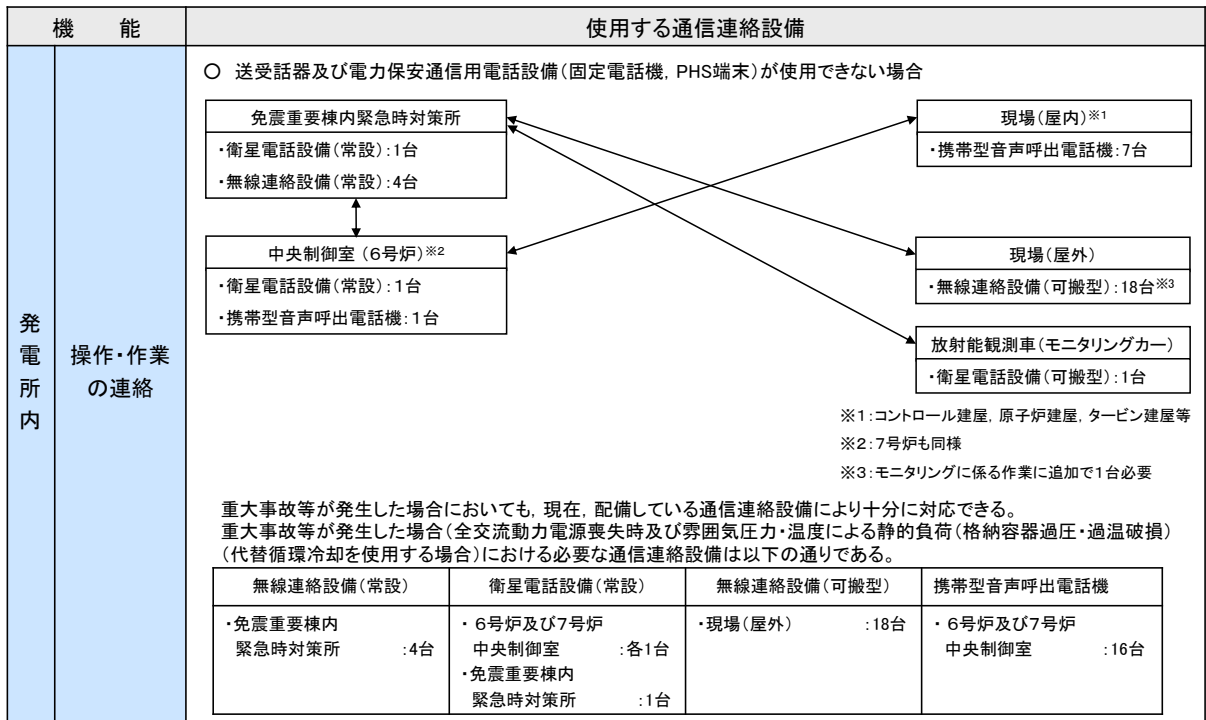 機　能
使用する通信連絡設備
発電所内
操作・作業
の連絡
○ 送受話器及び電力保安通信用電話設備(固定電話機, PHS端末)が使用できない場合
免震重要棟内緊急時対策所
・衛星電話設備(常設):1台
・無線連絡設備(常設):4台
中央制御室(6号炉)※2
・衛星電話設備(常設):1台
・携帯型音声呼出電話機:1台
現場(屋内)※1
・携帯型音声呼出電話機:7台
現場(屋外)
・無線連絡設備(可搬型):18台※3
放射能観測車(モニタリングカー)
・衛星電話設備(可搬型):1台
※1:コントロール建屋, 原子炉建屋, タービン建屋等
※2:7号炉も同様
※3:モニタリングに係る作業に追加で1台必要
重大事故等が発生した場合においても, 現在, 配備している通信連絡設備により十分に対応できる。
重大事故等が発生した場合(全交流動力電源喪失時及び雰囲気圧力・温度による静的負荷(格納容器過圧・過温破損)
(代替循環冷却を使用する場合)における必要な通信連絡設備は以下の通りである。
無線連絡設備(常設)
衛星電話設備(常設)
無線連絡設備(可搬型)
携帯型音声呼出電話機
・免震重要棟内
緊急時対策所 :4台
・6号炉及び7号炉
中央制御室 :各1台
・免震重要棟内
緊急時対策所 :1台
・現場(屋外) :18台
・6号炉及び7号炉
中央制御室 :16台